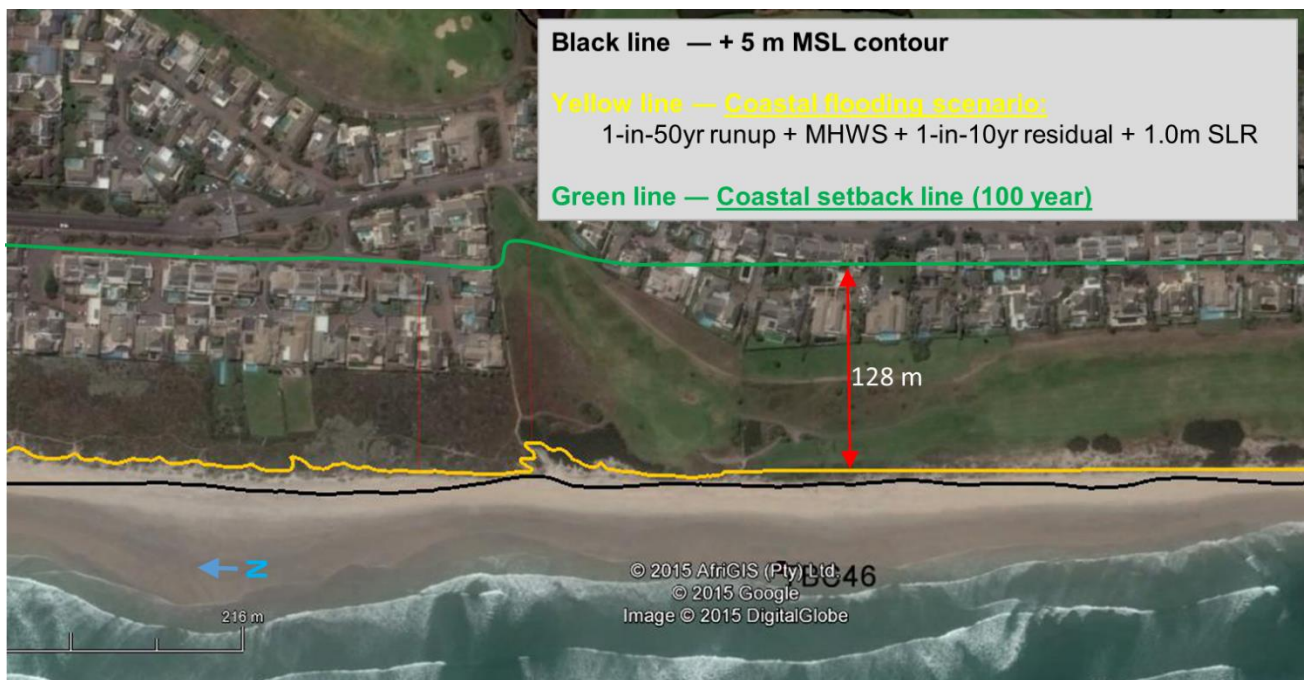 Black line — + 5 m MSL contour
Yellow line — Coastal flooding scenario:
1-in-50yr runup + MHWS + 1-in-10yr residual + 1.0m SLR
Green line — Coastal setback line (100 year)
128 m
N
© 2015 AfriGIS (Pty) Ltd.
© 2015 Google
Image © 2015 DigitalGlobe
216 m